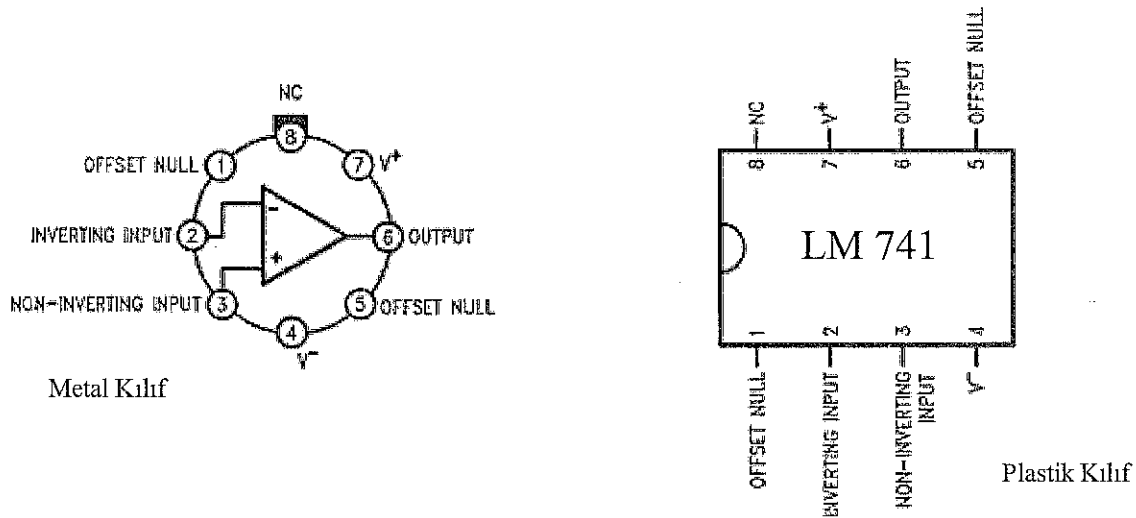 NC
8
OFFSET NULL 1
7 V+
INVERTING INPUT 2
-
6 OUTPUT
+
NON-INVERTING INPUT 3
5 OFFSET NULL
4
V-
Metal Kılıf
NC
V+
OUTPUT
OFFSET NULL
8
7
6
5
LM 741
1
2
3
4
OFFSET NULL
INVERTING INPUT
NON-INVERTING
INPUT
V-
Plastik Kılıf